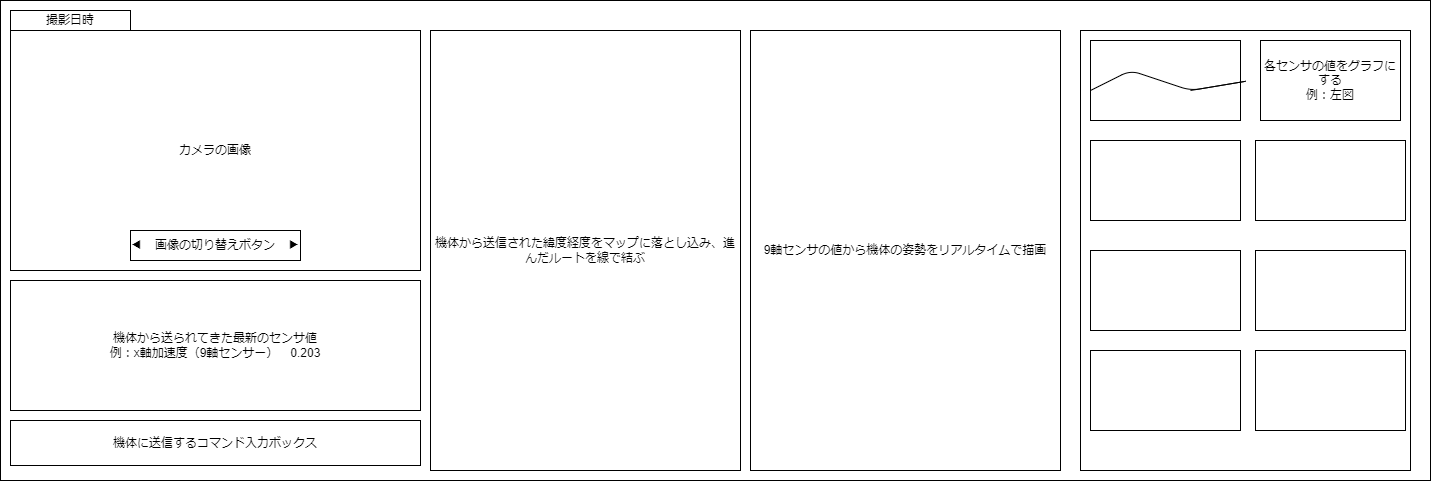 撮影日時
カメラの画像
◀ 画像の切り替えボタン ▶
機体から送られてきた最新のセンサ値
例：x軸加速度（9軸センサー） 0.203
機体に送信するコマンド入力ボックス
機体から送信された緯度経度をマップに落とし込み、進
んだルートを線で結ぶ
9軸センサの値から機体の姿勢をリアルタイムで描画
各センサの値をグラフに
する
例：左図